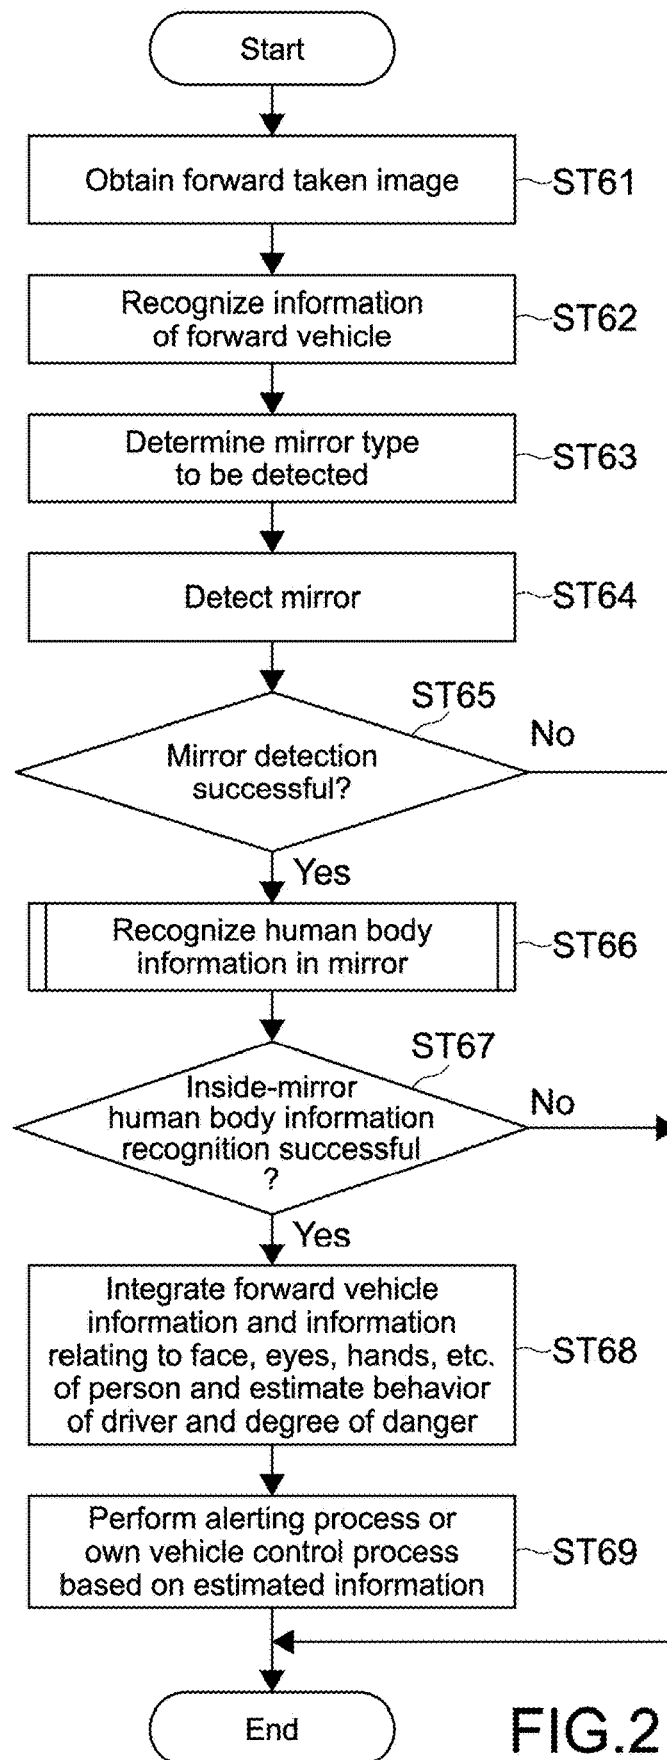 Start
Obtain forward taken image
ST61
Recognize information
of forward vehicle
ST62
Determine mirror type
to be detected
ST63
Detect mirror
ST64
ST65
Mirror detection
successful?
No
Yes
Recognize human body
information in mirror
ST66
ST67
Inside-mirror
human body information
recognition successful
?
No
Yes
Integrate forward vehicle
information and information
relating to face, eyes, hands, etc.
of person and estimate behavior
of driver and degree of danger
ST68
Perform alerting process or
own vehicle control process
based on estimated information
ST69
End
FIG.2